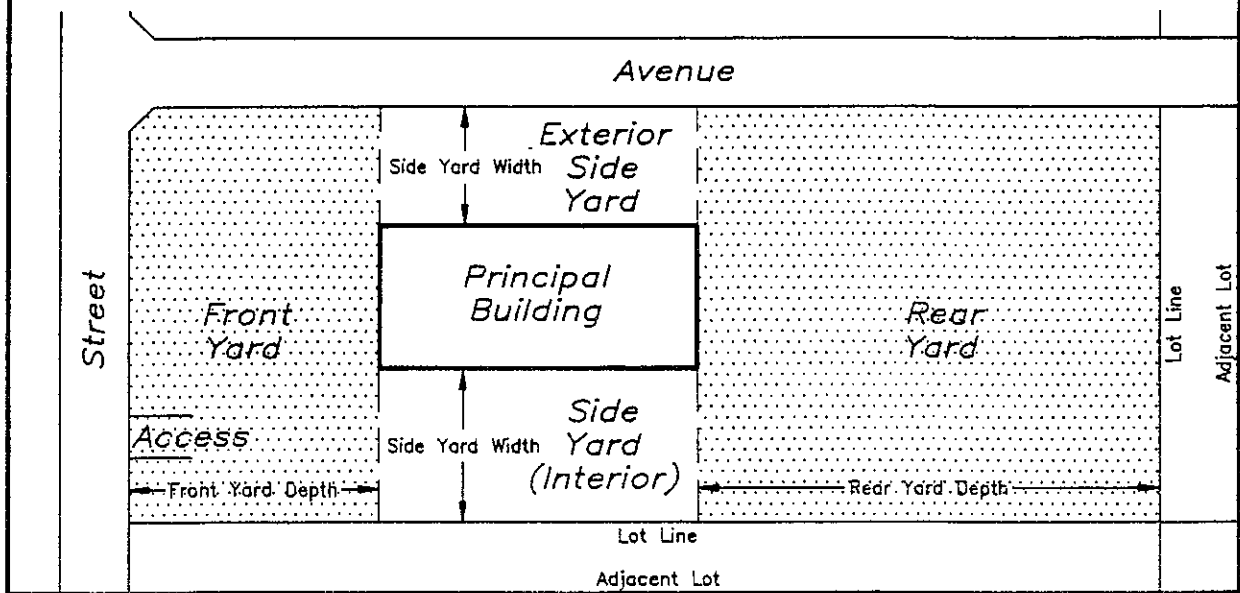 Avenue
Exterior
Side
Yard
Side Yard Width
Principal
Building
Street
Front
Yard
Rear
Yard
Lot Line
Adjacent Lot
Access
Side
Yard
(Interior)
Side Yard Width
Front Yard Depth
Rear Yard Depth
Lot Line
Adjacent Lot